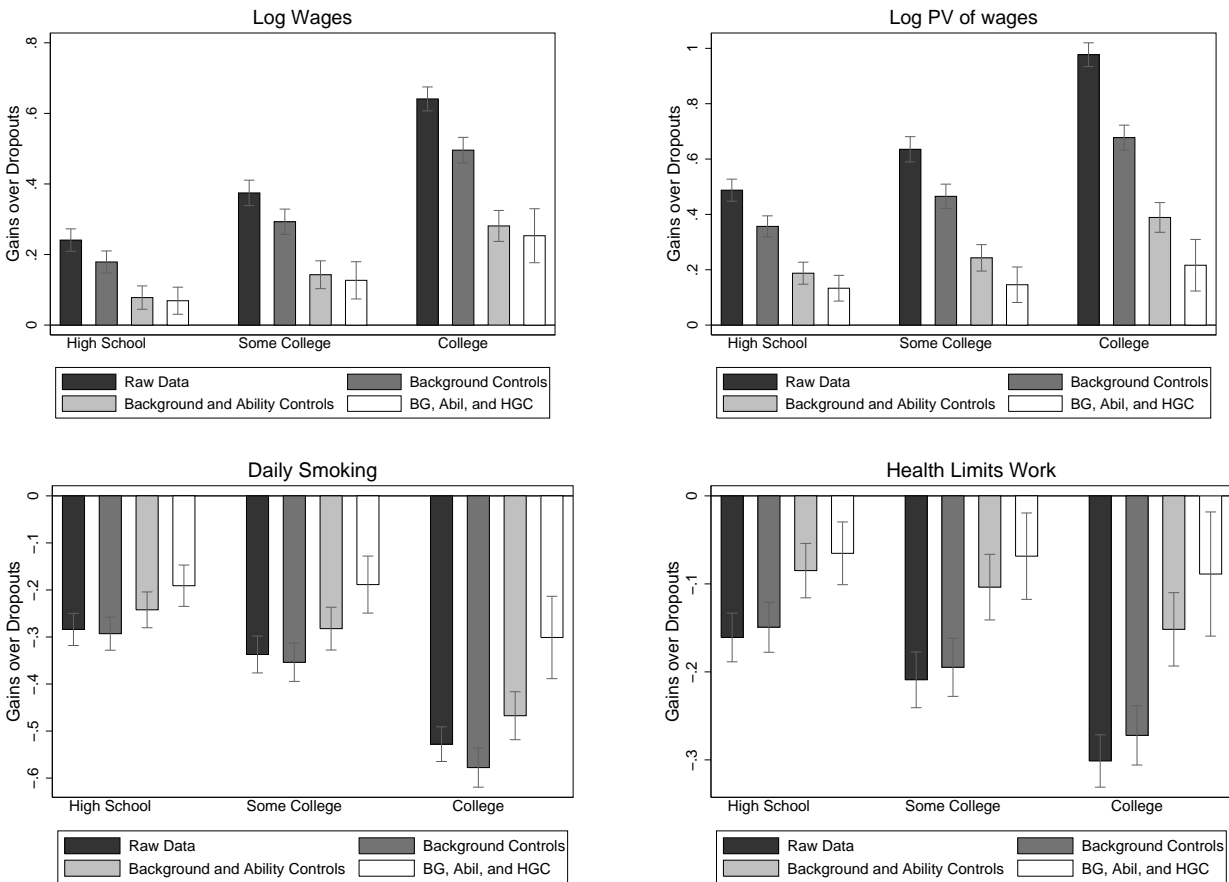 Log Wages
Gains over Dropouts
.8
.6
.4
.2
0
High School Some College College
Raw Data Background Controls
Background and Ability Controls BG, Abil, and HGC
Log PV of wages
Gains over Dropouts
1
.8
.6
.4
.2
0
High School Some College College
Raw Data Background Controls
Background and Ability Controls BG, Abil, and HGC
Daily Smoking
Gains over Dropouts
0
-.1
-.2
-.3
-.4
-.5
-.6
High School Some College College
Raw Data Background Controls
Background and Ability Controls BG, Abil, and HGC
Health Limits Work
Gains over Dropouts
0
-.1
-.2
-.3
High School Some College College
Raw Data Background Controls
Background and Ability Controls BG, Abil, and HGC